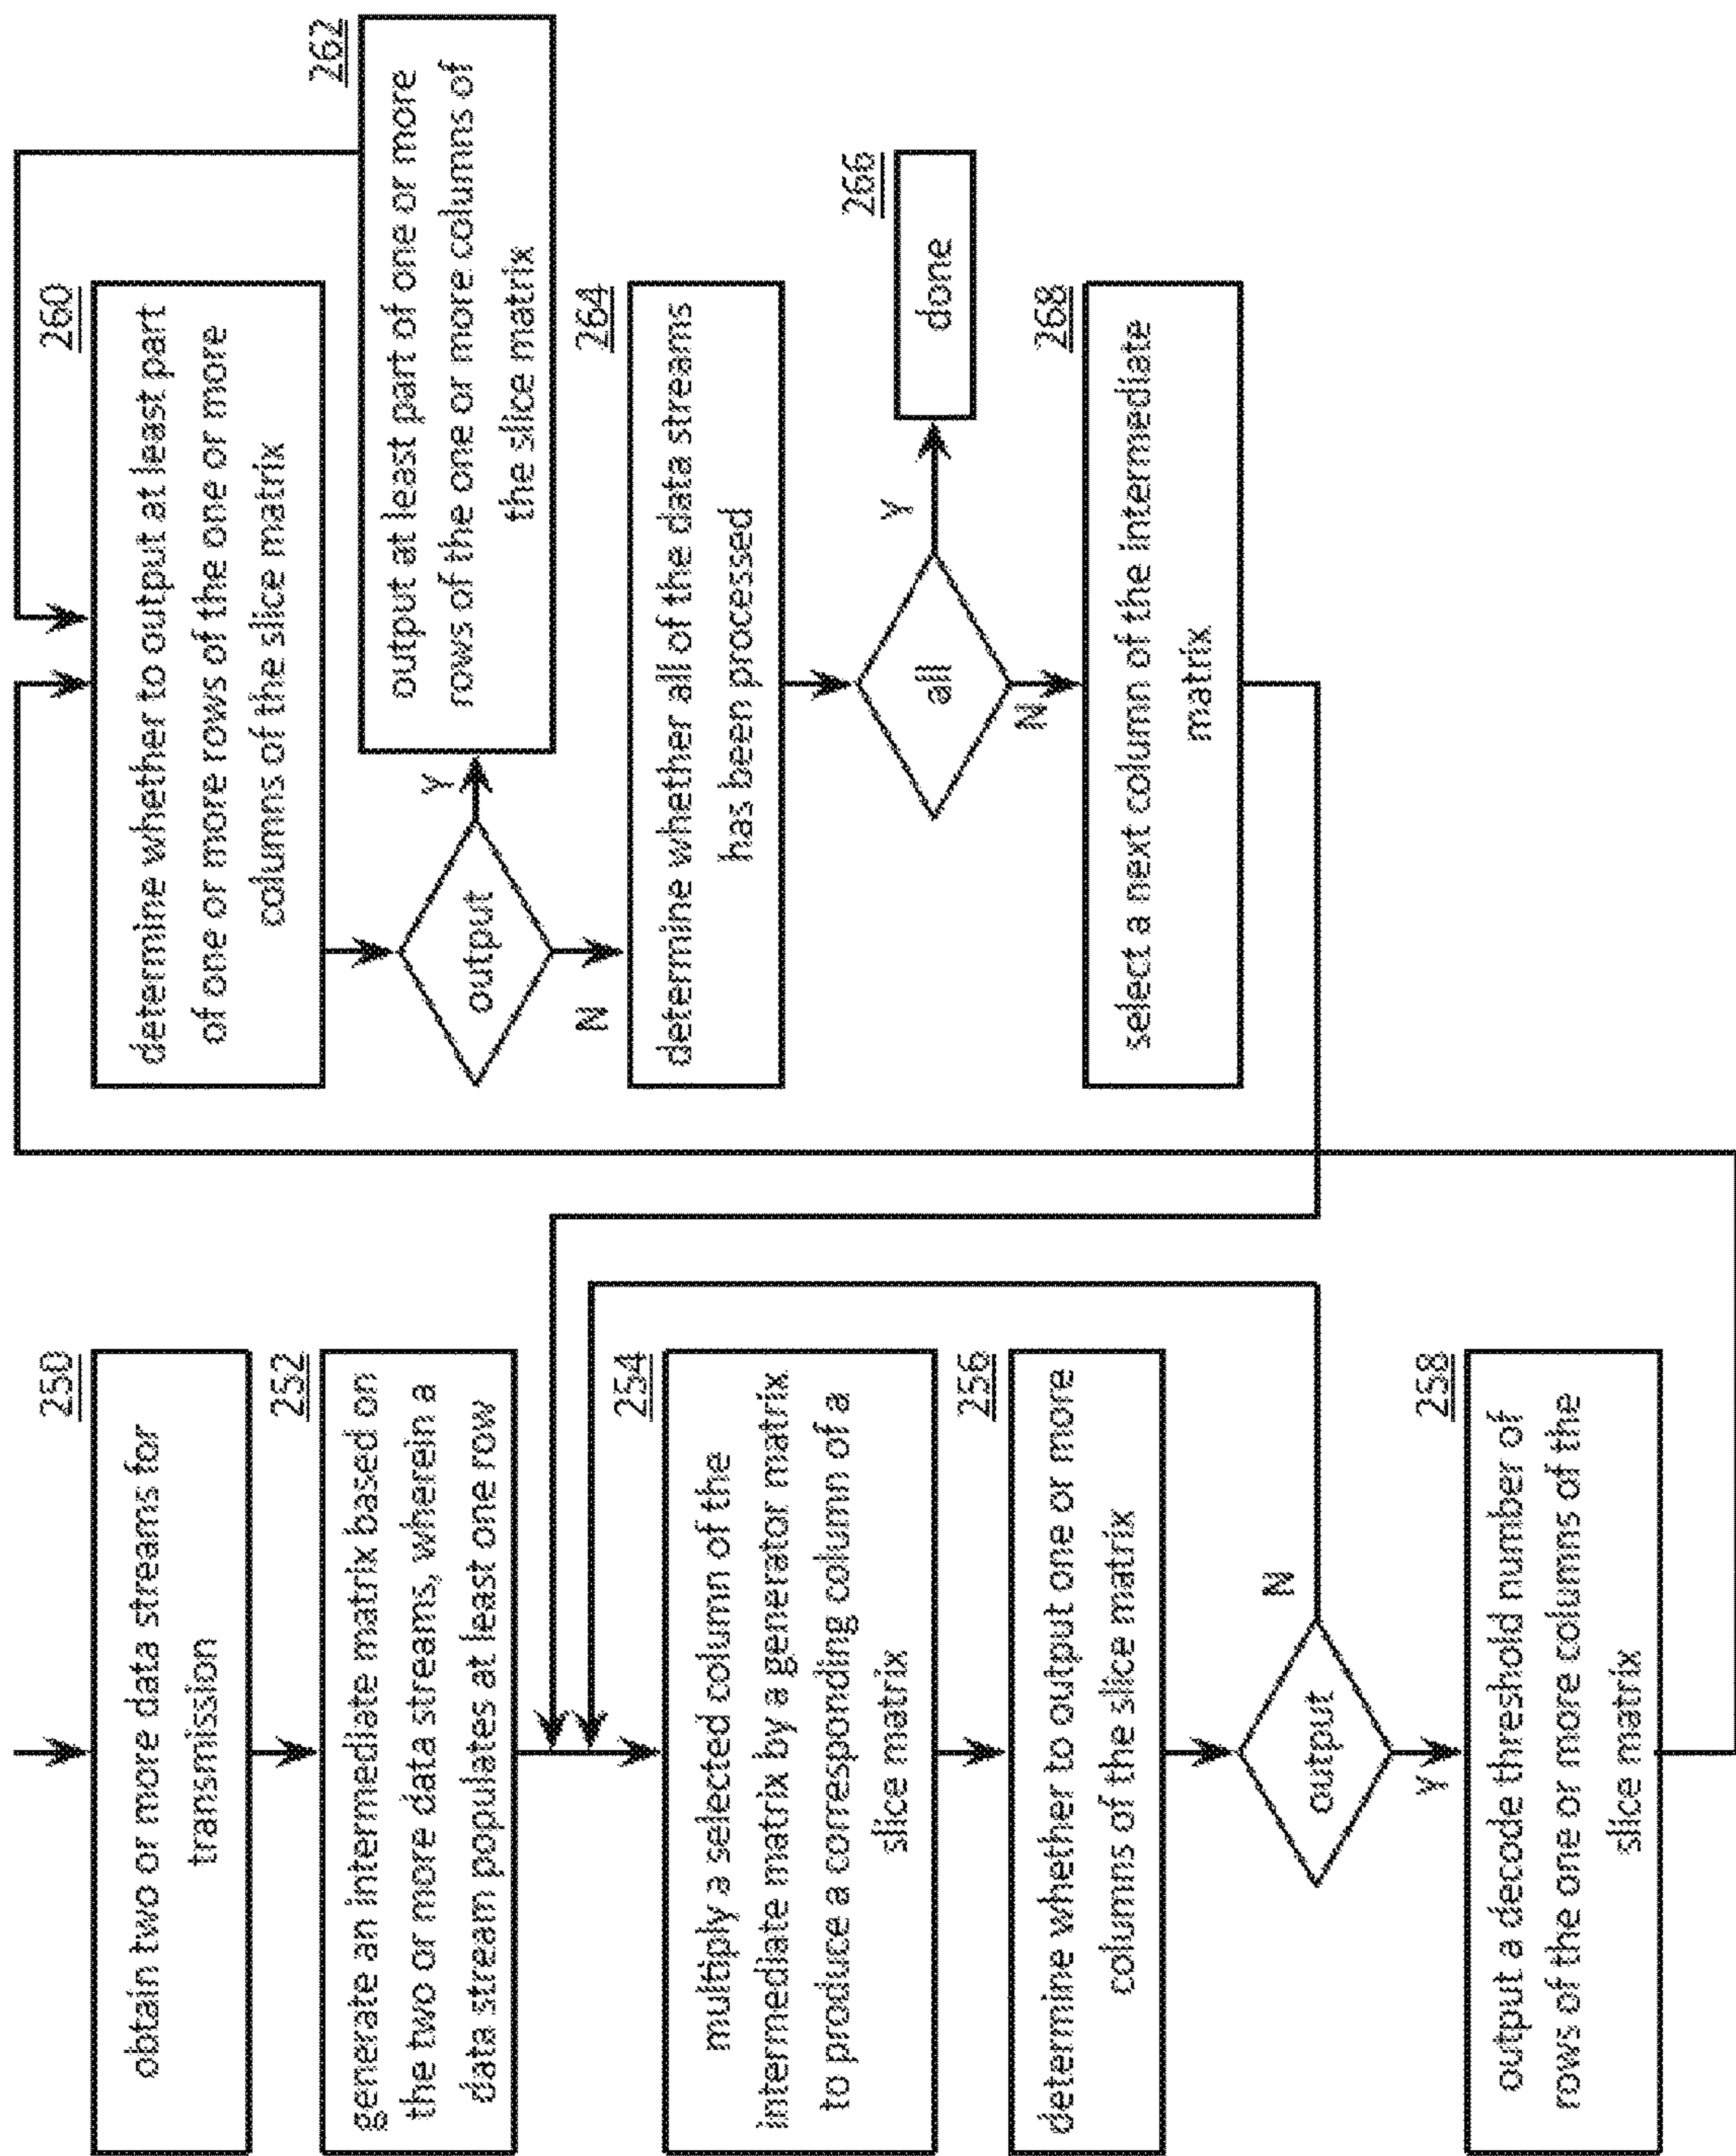 250
obtain two or more data streams for
transmission
252
generate an intermediate matrix based on
the two or more data streams, wherein a
data stream populates at least one row
254
multiply a selected column of the
intermediate matrix by a generator matrix
to produce a corresponding column of a
slice matrix
256
determine whether to output one or more
columns of the slice matrix
output
N
Y
258
output a decode threshold number of
rows of the one or more columns of the
slice matrix
260
determine whether to output at least part
of one or more rows of the one or more
columns of the slice matrix
output
Y
N
262
output at least part of one or more
rows of the one or more columns of
the slice matrix
264
determine whether all of the data streams
has been processed
all
Y
N
266
done
268
select a next column of the intermediate
matrix